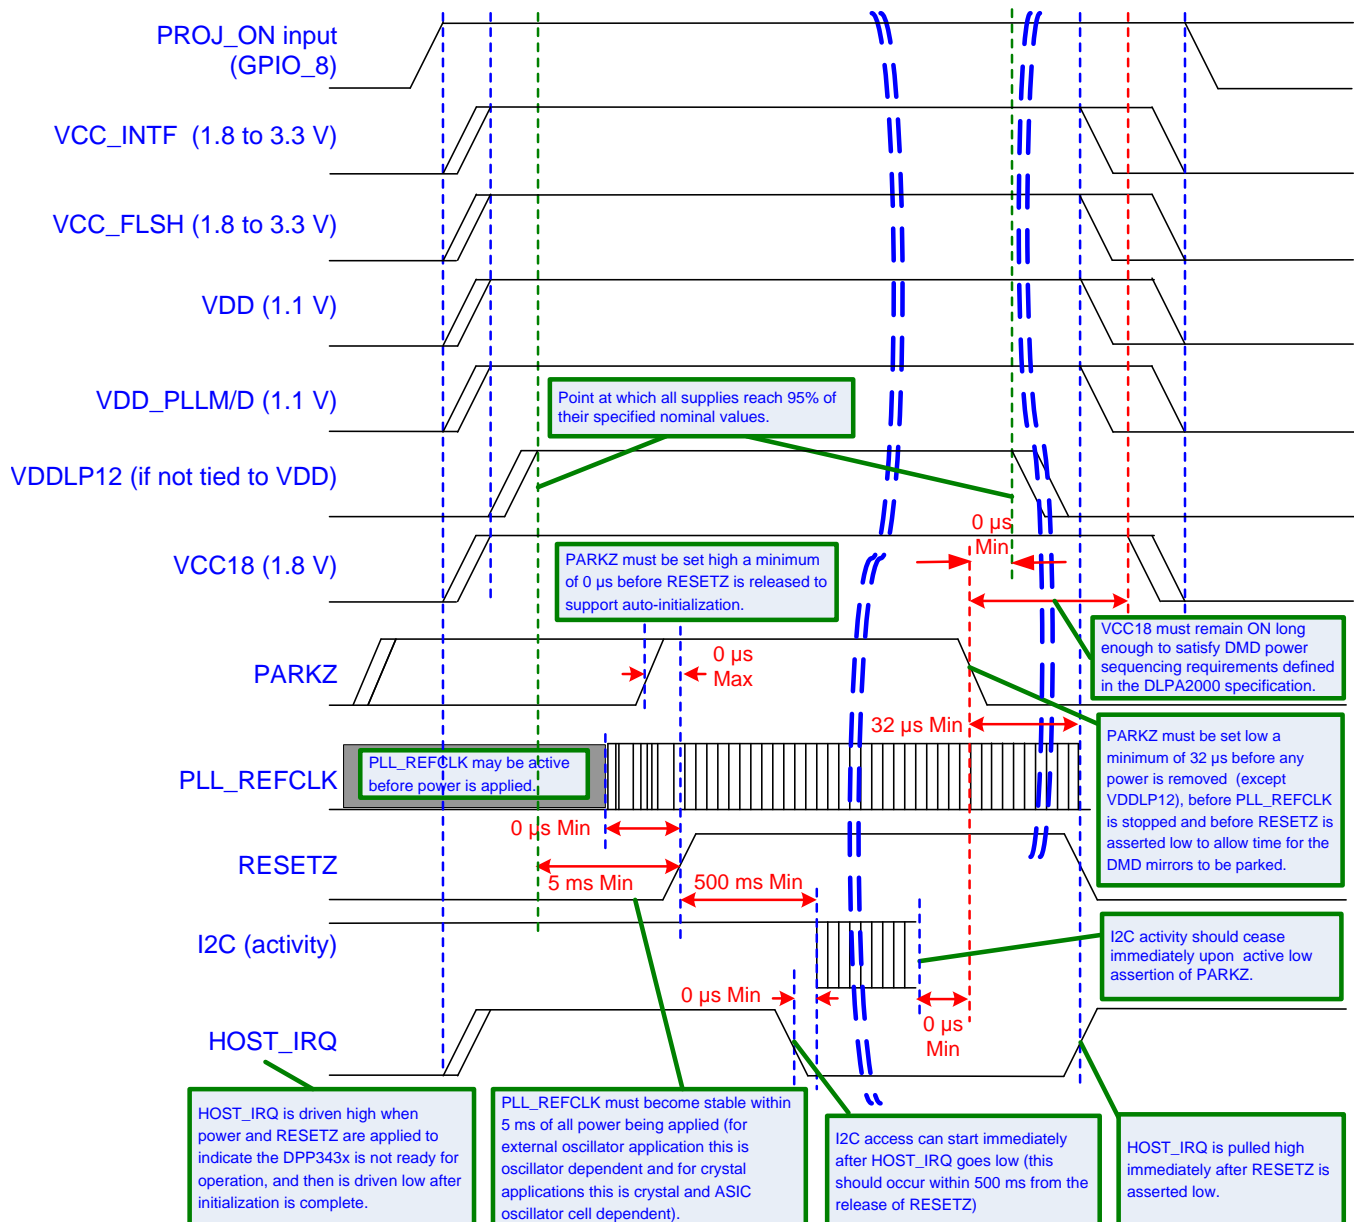 PROJ_ON input
(GPIO_8)
VCC_INTF (1.8 to 3.3 V)
VCC_FLSH (1.8 to 3.3 V)
VDD (1.1 V)
VDD_PLLM/D (1.1 V)
Point at which all supplies reach 95% of
their specified nominal values.
VDDLP12 (if not tied to VDD)
0 µs
Min
VCC18 (1.8 V)
PARKZ must be set high a minimum
of 0 µs before RESETZ is released to
support auto-initialization.
VCC18 must remain ON long
enough to satisfy DMD power
sequencing requirements defined
in the DLPA2000 specification.
PARKZ
0 µs
Max
32 µs Min
PARKZ must be set low a
minimum of 32 µs before any
power is removed (except
VDDLP12), before PLL_REFCLK
is stopped and before RESETZ is
asserted low to allow time for the
DMD mirrors to be parked.
PLL_REFCLK
PLL_REFCLK may be active
before power is applied.
0 µs Min
RESETZ
5 ms Min
500 ms Min
I2C (activity)
I2C activity should cease
immediately upon active low
assertion of PARKZ.
0 µs Min
0 µs
Min
HOST_IRQ
HOST_IRQ is driven high when
power and RESETZ are applied to
indicate the DPP343x is not ready for
operation, and then is driven low after
initialization is complete.
PLL_REFCLK must become stable within
5 ms of all power being applied (for
external oscillator application this is
oscillator dependent and for crystal
applications this is crystal and ASIC
oscillator cell dependent).
I2C access can start immediately
after HOST_IRQ goes low (this
should occur within 500 ms from the
release of RESETZ)
HOST_IRQ is pulled high
immediately after RESETZ is
asserted low.